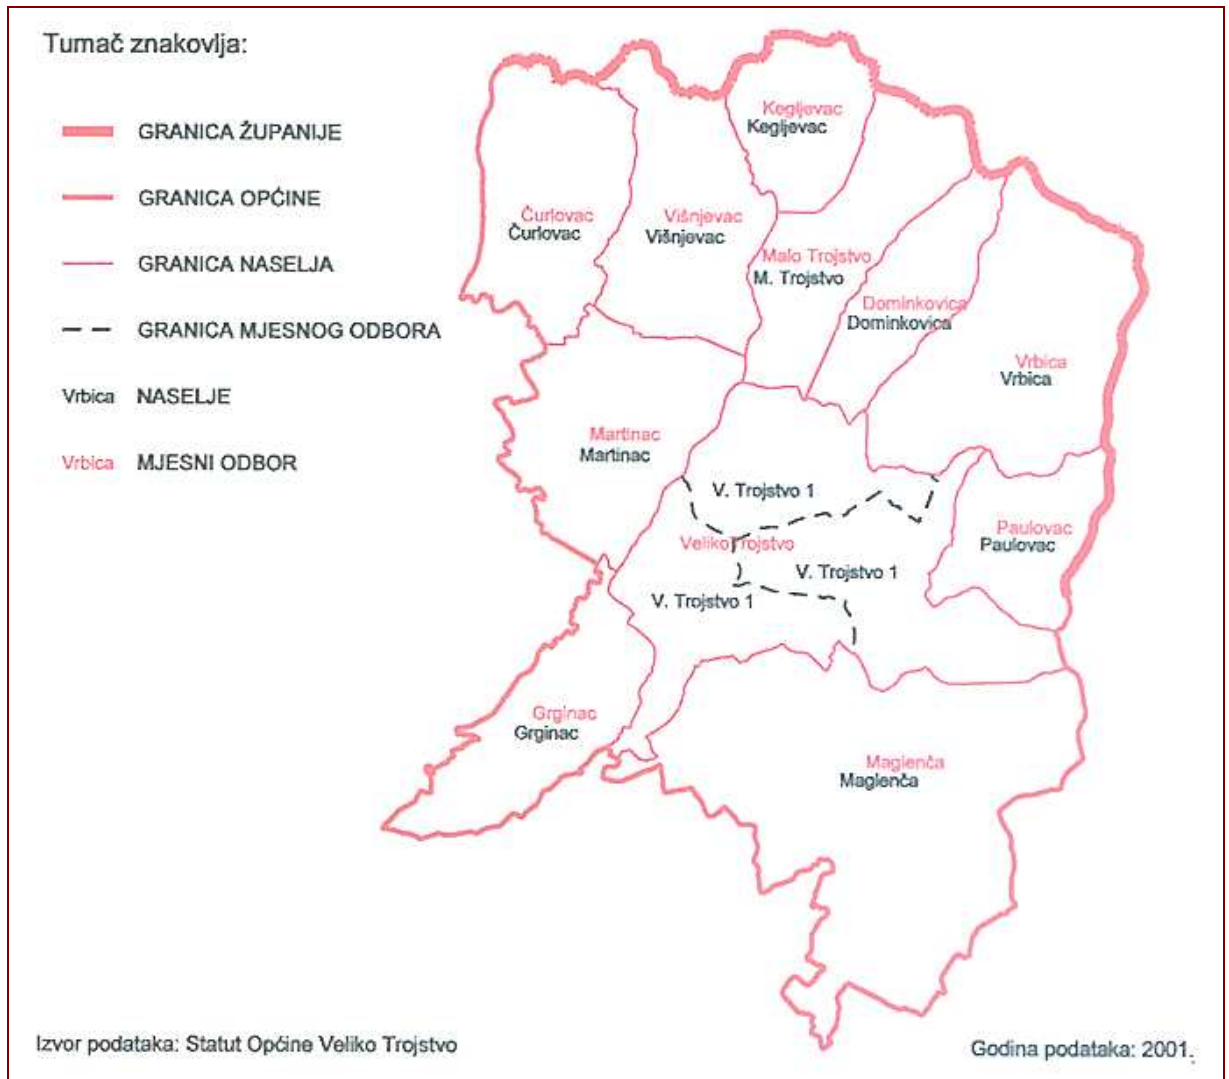 Tumač znakovlja:
GRANICA ŽUPANIJE
GRANICA OPĆINE
GRANICA NASELJA
GRANICA MJESNOG ODBORA
Vrbica NASELJE
Vrbica MJESNI ODBOR
Kegljevac
Kegljevac
Čurlovac
Čurlovac
Višnjevac
Višnjevac
Malo Trojstvo
M. Trojstvo
Dominkovica
Dominkovica
Vrbica
Vrbica
Martinac
Martinac
V. Trojstvo 1
Veliko Trojstvo
V. Trojstvo 1
V. Trojstvo 1
Paulovac
Paulovac
Grginac
Grginac
Maglenča
Maglenča
Izvor podataka: Statut Općine Veliko Trojstvo
Godina podataka: 2001.